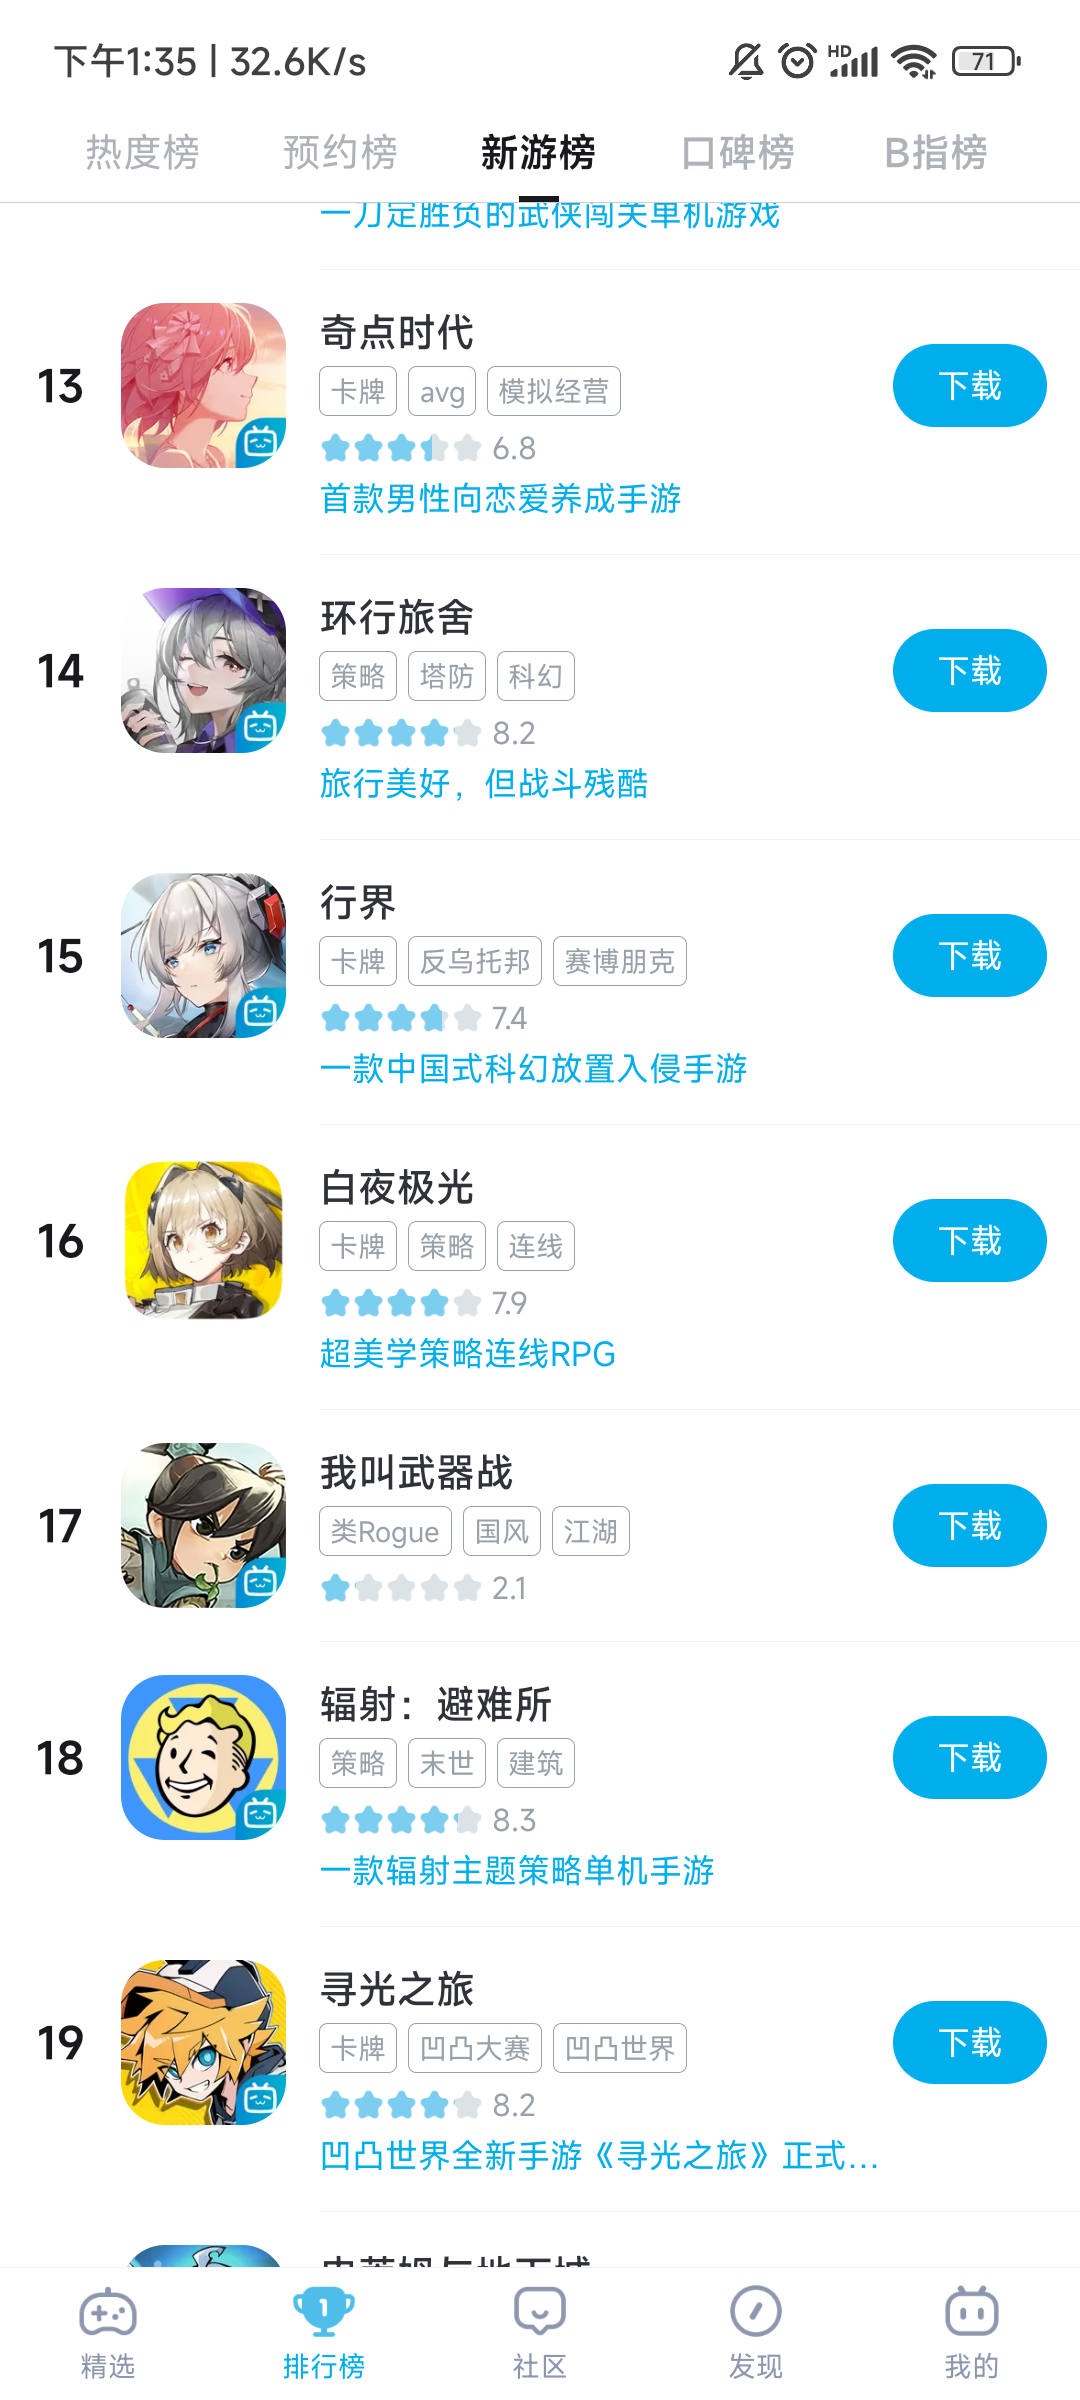 下午1:35 | 32.6K/s
HD
71
热度榜 预约榜 新游榜 口碑榜 B指榜
一刀定胜负的武侠闯关单机游戏
13
奇点时代
卡牌 avg 模拟经营
6.8
首款男性向恋爱养成手游
下载
14
环行旅舍
策略 塔防 科幻
8.2
旅行美好，但战斗残酷
下载
15
行界
卡牌 反乌托邦 赛博朋克
7.4
一款中国式科幻放置入侵手游
下载
16
白夜极光
卡牌 策略 连线
7.9
超美学策略连线RPG
下载
17
我叫武器战
类Rogue 国风 江湖
2.1
下载
18
辐射：避难所
策略 末世 建筑
8.3
一款辐射主题策略单机手游
下载
19
寻光之旅
卡牌 凹凸大赛 凹凸世界
8.2
凹凸世界全新手游《寻光之旅》正式...
下载
史莱姆与地下城
1
精选 排行榜 社区 发现 我的